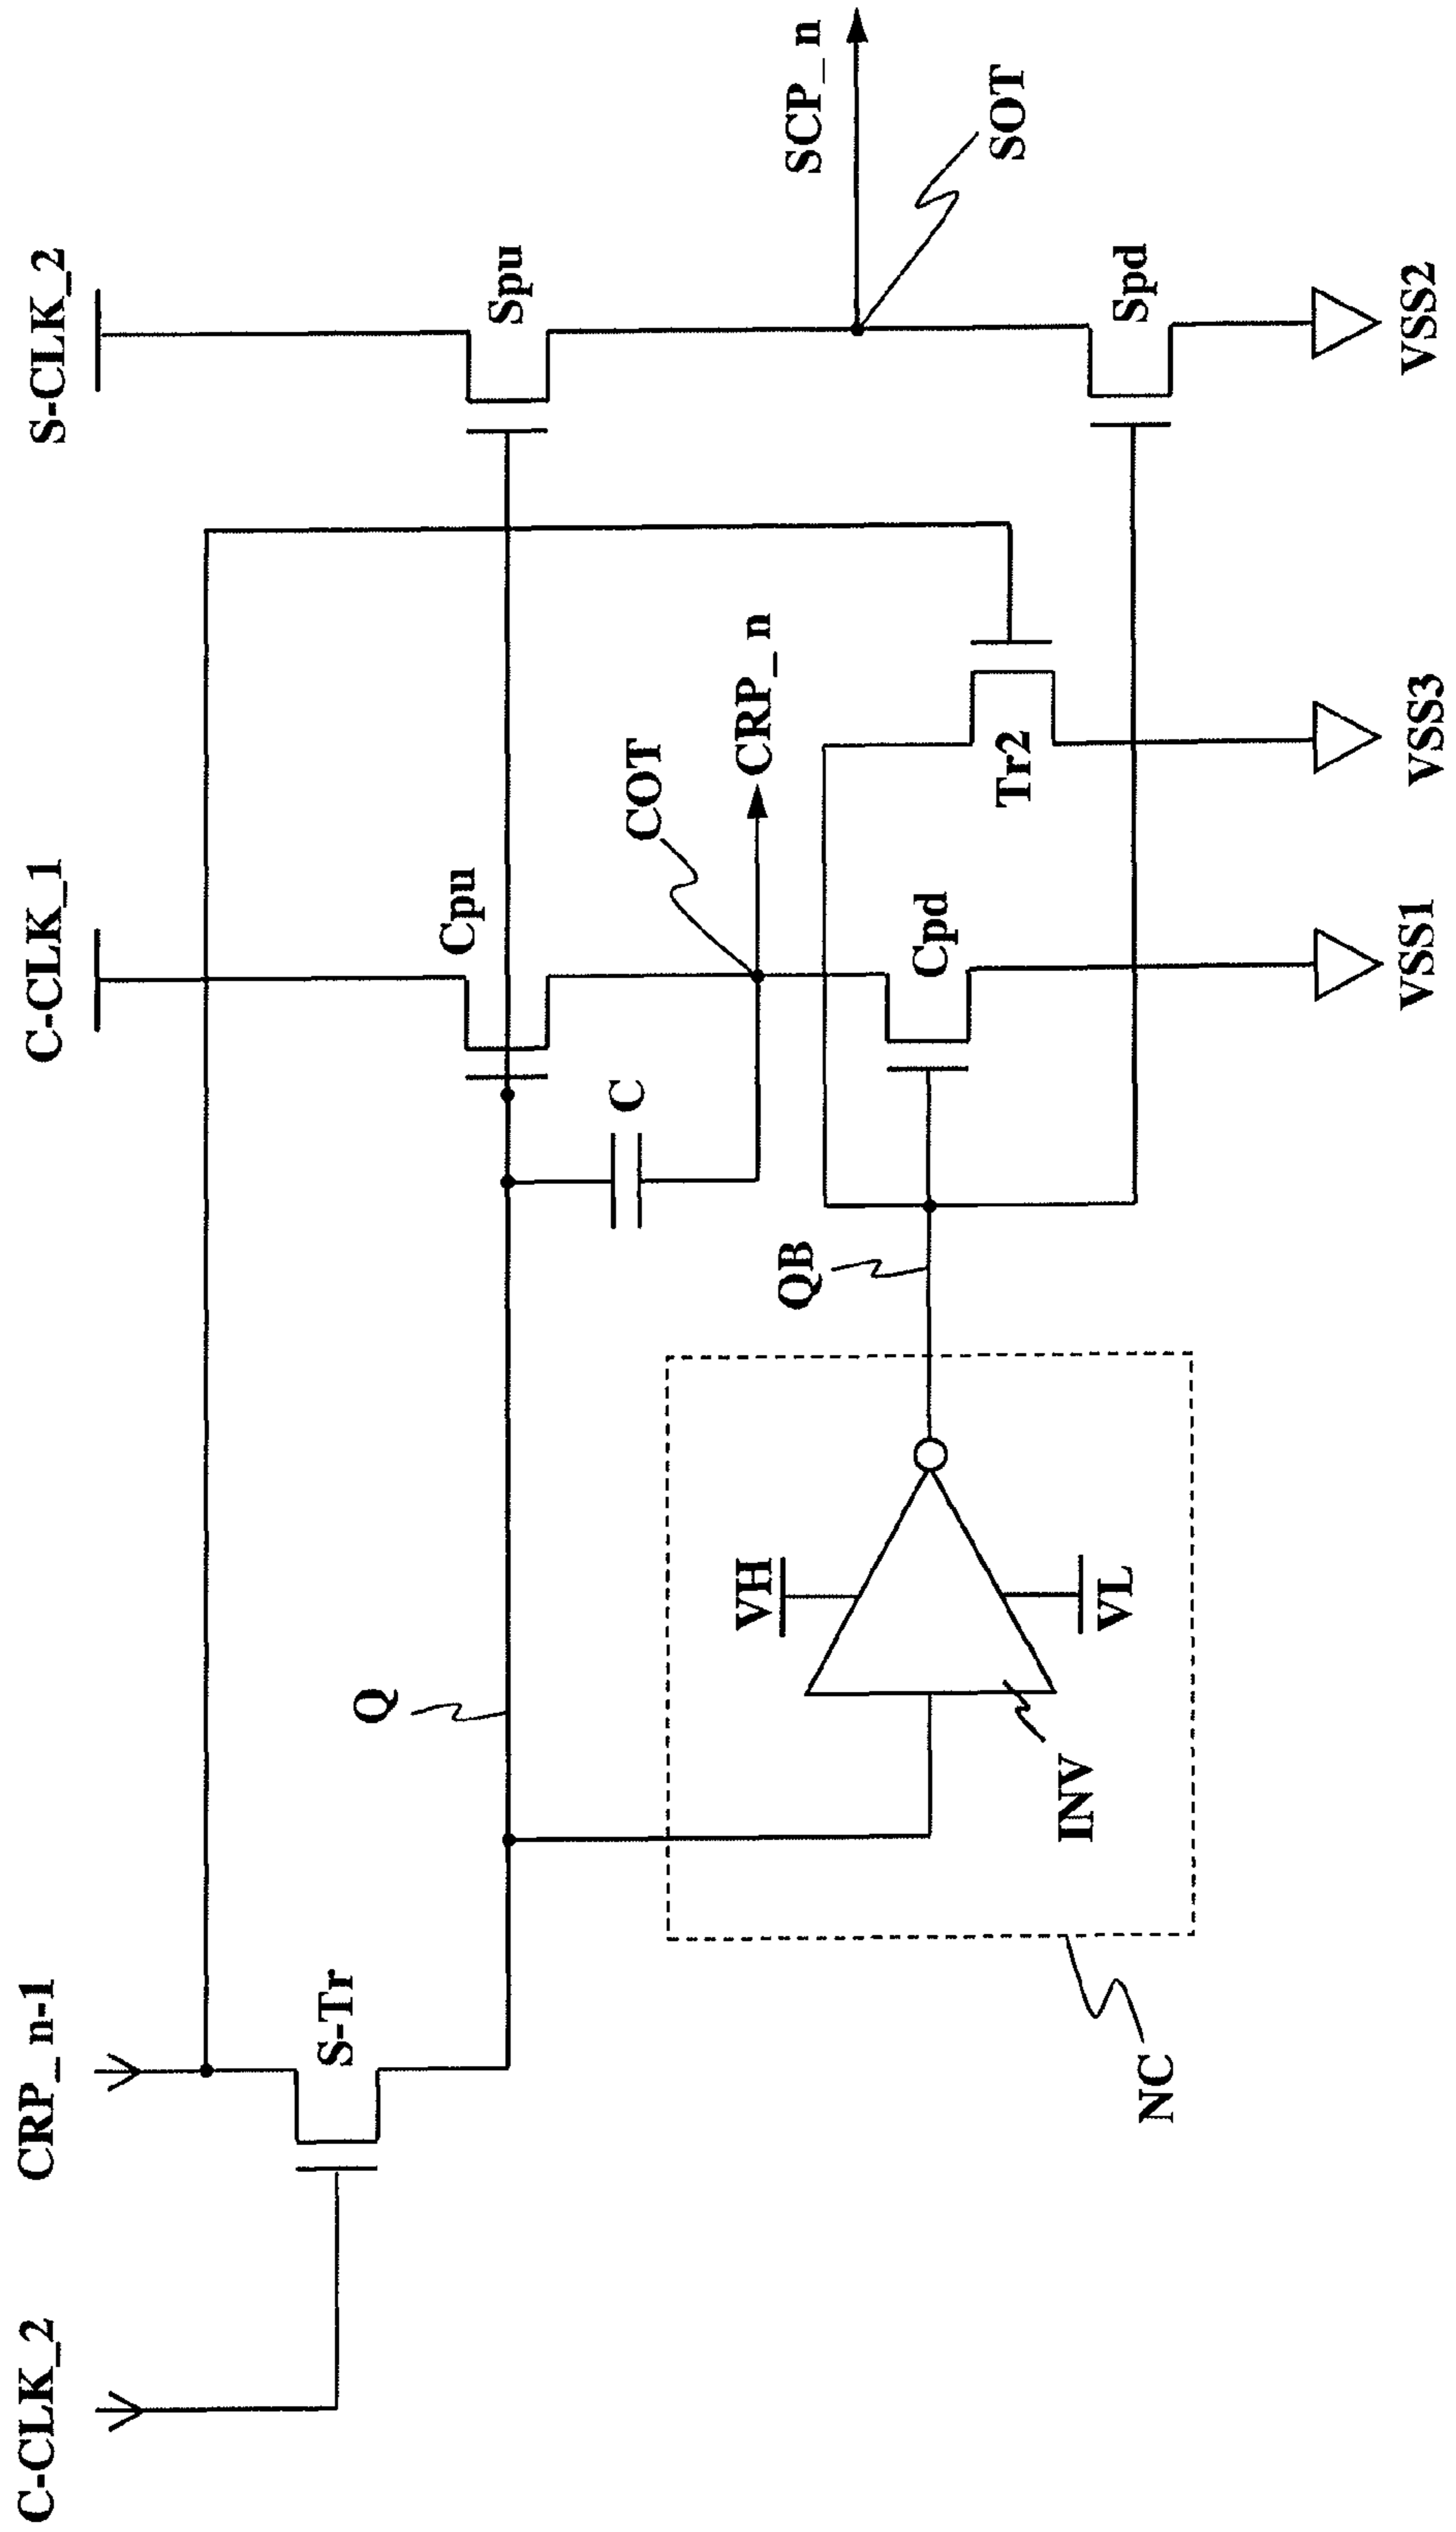 C-CLK_2
CRP_n-1
C-CLK_1
S-CLK_2
S-Tr
Q
Cpu
Spu
C
COT
CRP_n
SCP_n
SOT
VH
QB
Cpd
Tr2
Spd
INV
VL
NC
VSS1
VSS3
VSS2